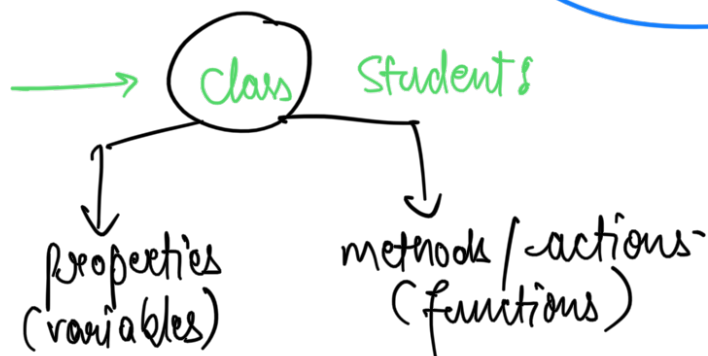 class Students
properties
(variables)
methods / actions
(functions)